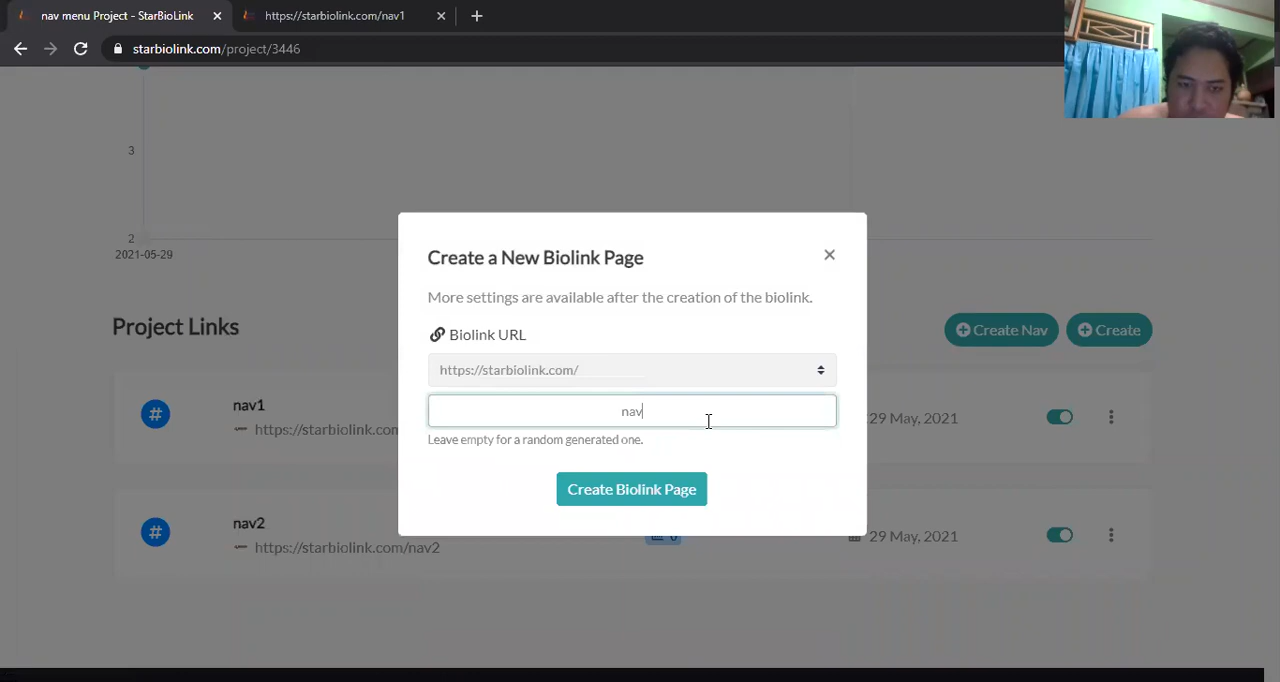 nav menu Project - StarBioLink
https://starbiolink.com/nav1
starbiolink.com/project/3446
3
2
2021-05-29
Create a New Biolink Page
More settings are available after the creation of the biolink.
Biolink URL
https://starbiolink.com/
nav
Leave empty for a random generated one.
Create Biolink Page
Project Links
Create Nav
Create
nav1
https://starbiolink.com
29 May, 2021
nav2
https://starbiolink.com/nav2
0
29 May, 2021